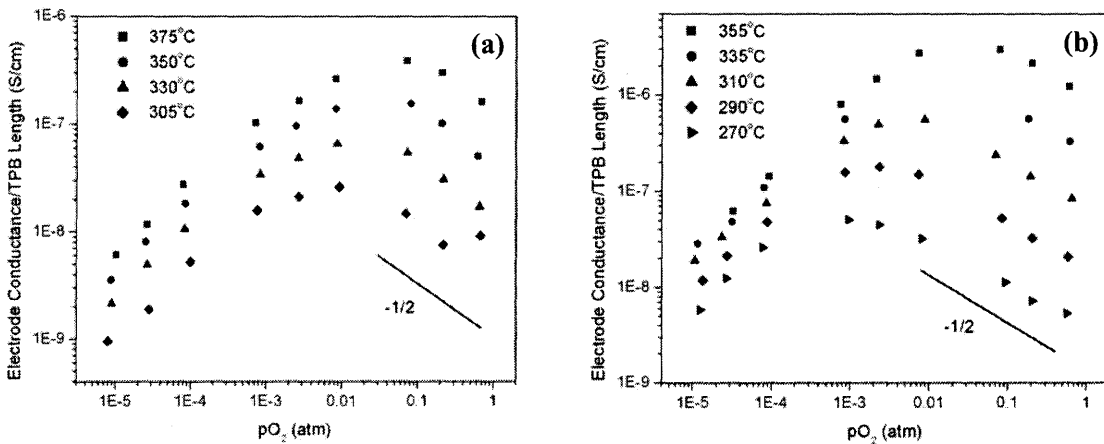 (a)
375°C
350°C
330°C
305°C
Electrode Conductance/TPB Length (S/cm)
1E-6
1E-7
1E-8
1E-9
-1/2
1E-5 1E-4 1E-3 0.01 0.1 1
pO₂ (atm)
(b)
355°C
335°C
310°C
290°C
270°C
Electrode Conductance/TPB Length (S/cm)
1E-6
1E-7
1E-8
1E-9
-1/2
1E-5 1E-4 1E-3 0.01 0.1 1
pO₂ (atm)